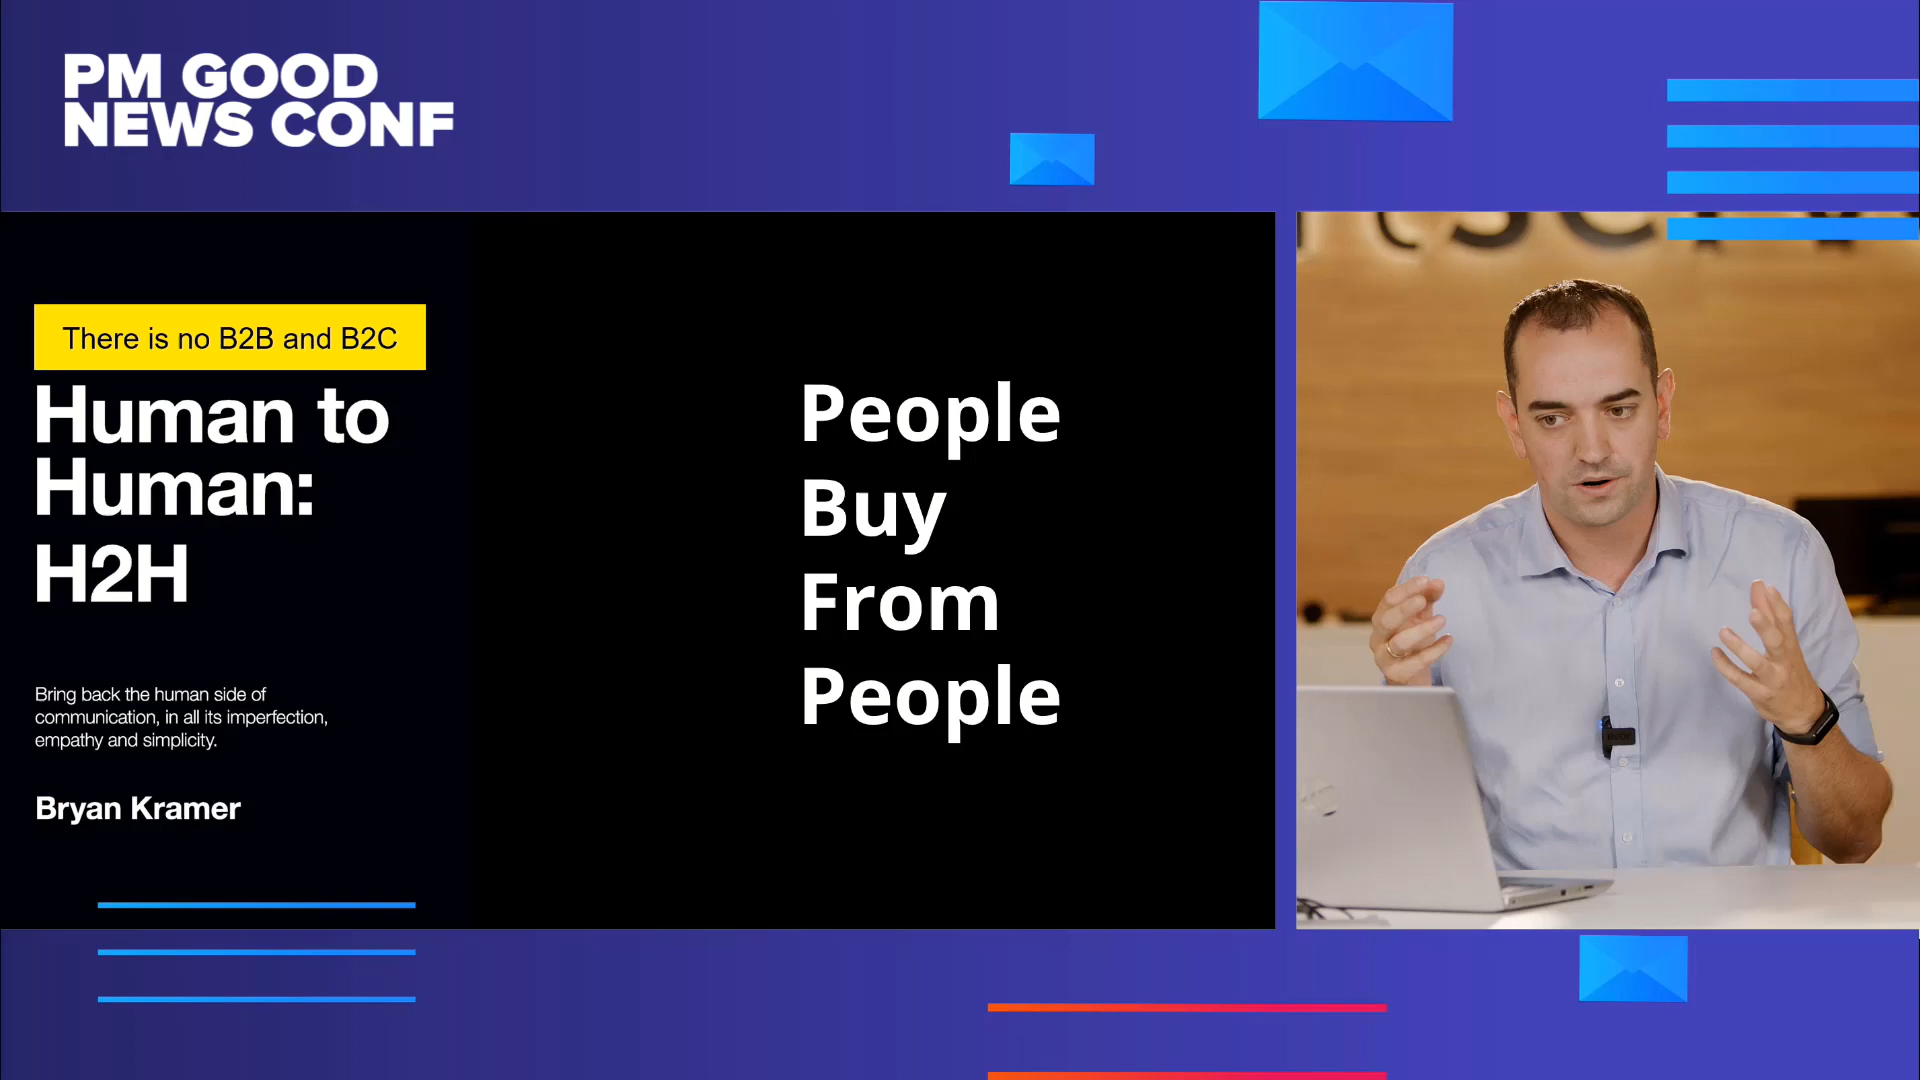 PM GOOD
NEWS CONF
There is no B2B and B2C
Human to
Human:
H2H
Bring back the human side of
communication, in all its imperfection,
empathy and simplicity.
Bryan Kramer
People
Buy
From
People